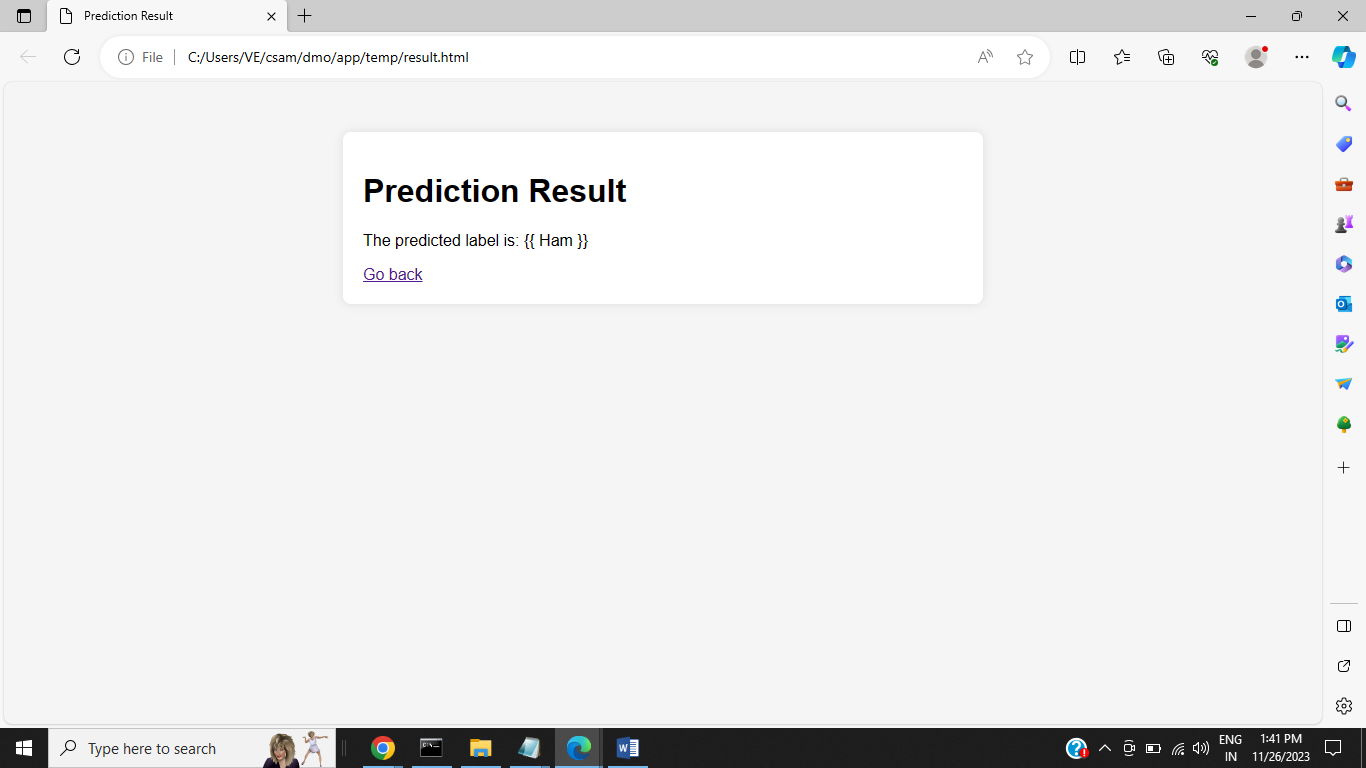 Prediction Result
File
C:/Users/VE/csam/dmo/app/temp/result.html
Prediction Result
The predicted label is: {{ Ham }}
Go back
Type here to search
ENG
IN
1:41 PM
11/26/2023